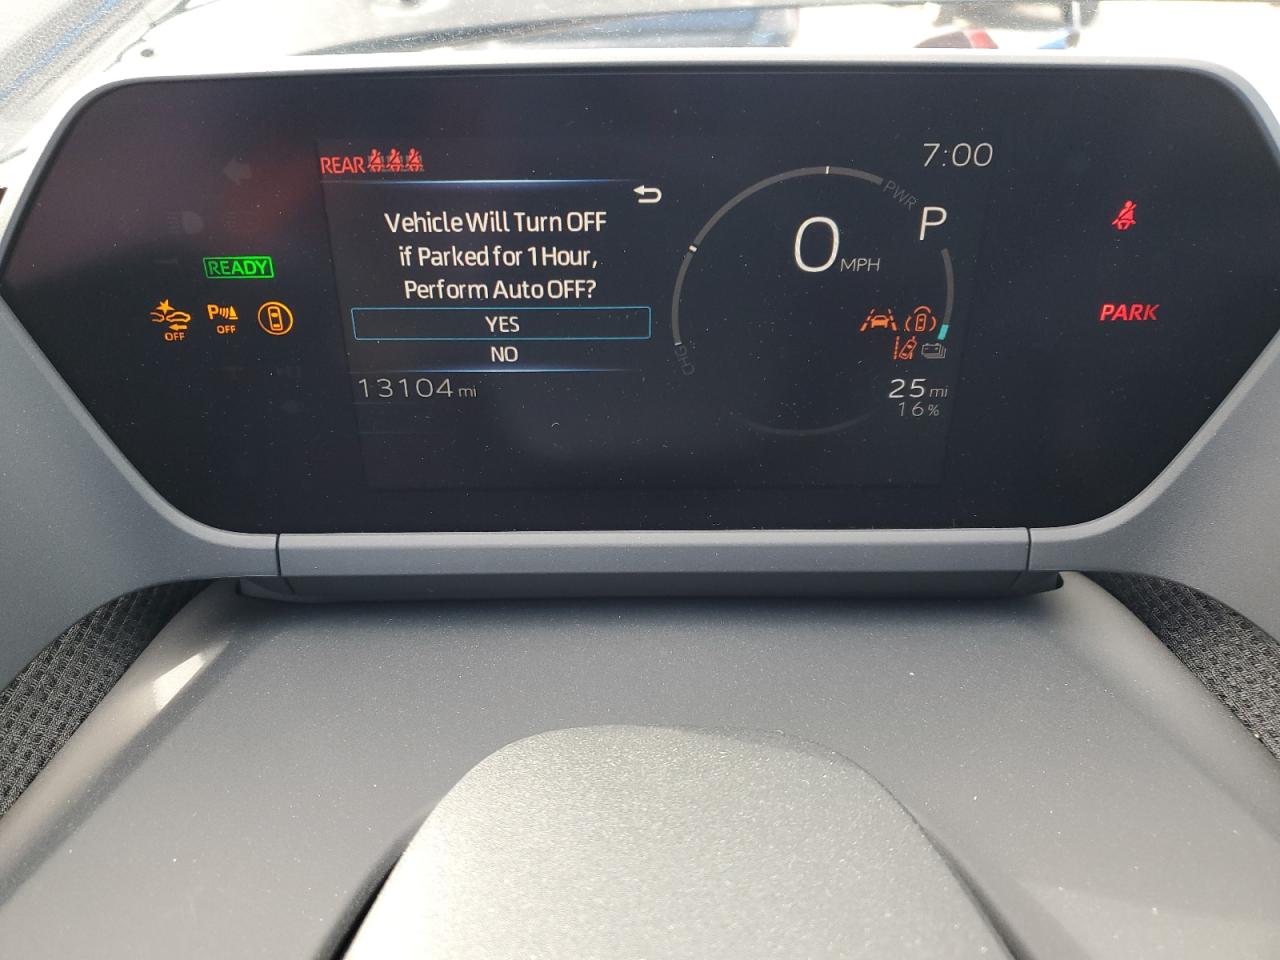 REAR
7:00
Vehicle Will Turn OFF
if Parked for 1 Hour,
Perform Auto OFF?
YES
NO
13104 mi
READY
OFF
P
OFF
PWR
0 MPH
P
CHG
25 mi
16%
PARK